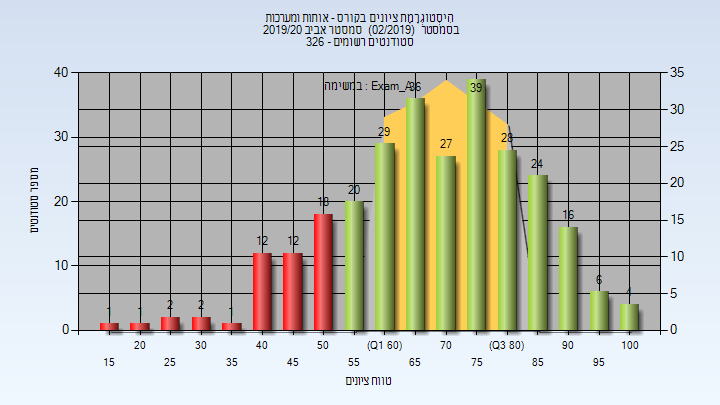 היסטוגרמת ציונים בקורס - אותות ומערכות
בסמסטר (02/2019) סמסטר אביב 2019/20
סטודנטים רשומים - 326
במשימה : Exam_A
מספר סטודנטים
40 30 20 10 0
35 30 25 20 15 10 5 0
1 1 2 2 1 12 12 18 20 29 36 27 39 28 24 16 6 4
20 30 40 50 (Q1 60) 70 (Q3 80) 90 100
15 25 35 45 55 65 75 85 95
טווח ציונים